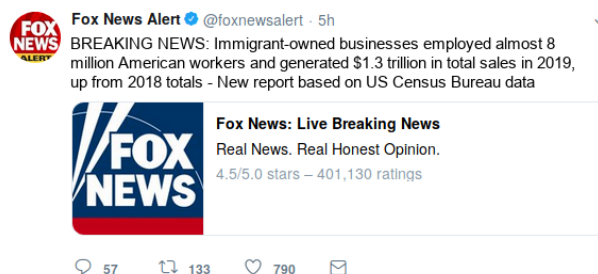 Fox News Alert @foxnewsalert · 5h
FOX
NEWS
ALERT
BREAKING NEWS: Immigrant-owned businesses employed almost 8
million American workers and generated $1.3 trillion in total sales in 2019,
up from 2018 totals - New report based on US Census Bureau data
FOX
NEWS
Fox News: Live Breaking News
Real News. Real Honest Opinion.
4.5/5.0 stars – 401,130 ratings
57 133 790